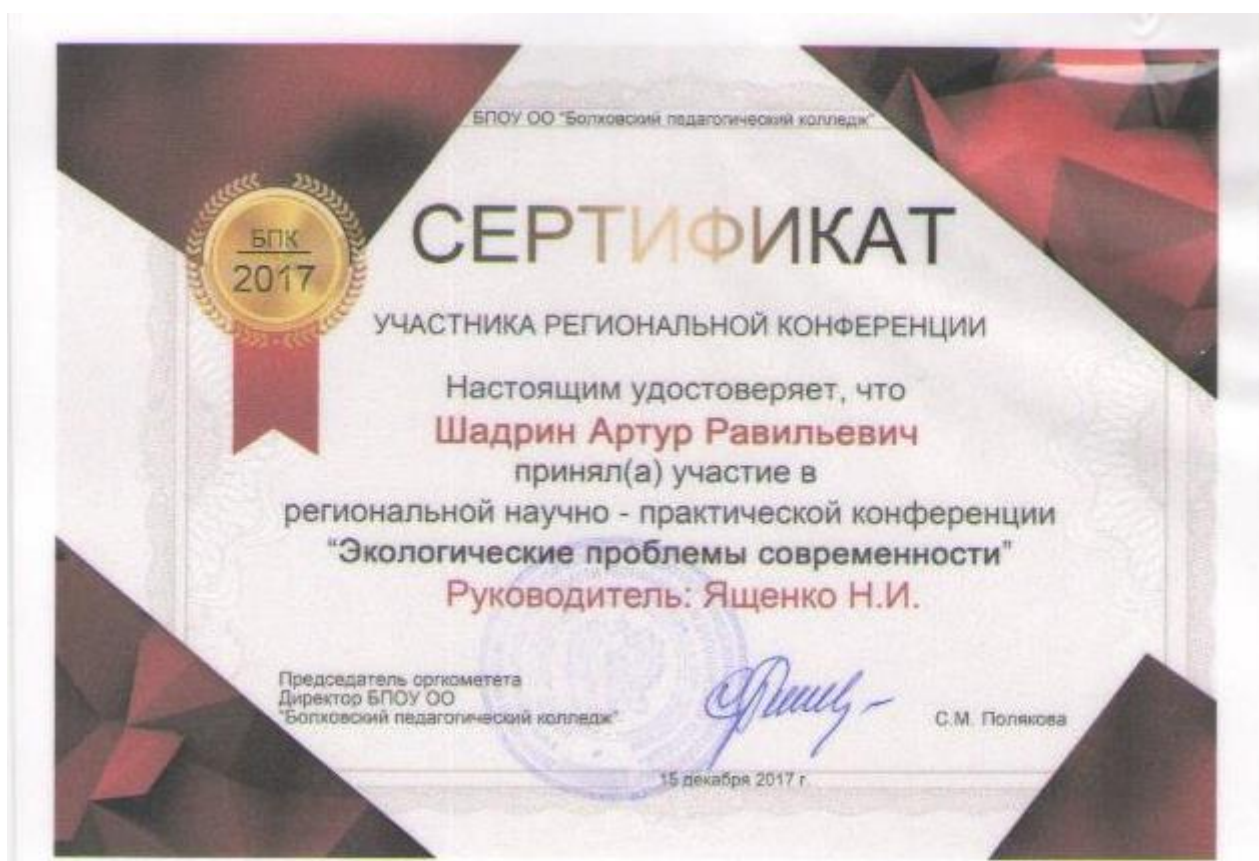 БПОУ ОО "Болховский педагогический колледж"
БПК
2017
СЕРТИФИКАТ
УЧАСТНИКА РЕГИОНАЛЬНОЙ КОНФЕРЕНЦИИ
Настоящим удостоверяет, что
Шадрин Артур Равильевич
принял(а) участие в
региональной научно - практической конференции
"Экологические проблемы современности"
Руководитель: Ященко Н.И.
Председатель оргкометета
Директор БПОУ ОО
"Болховский педагогический колледж"
С.М. Полякова
15 декабря 2017 г.